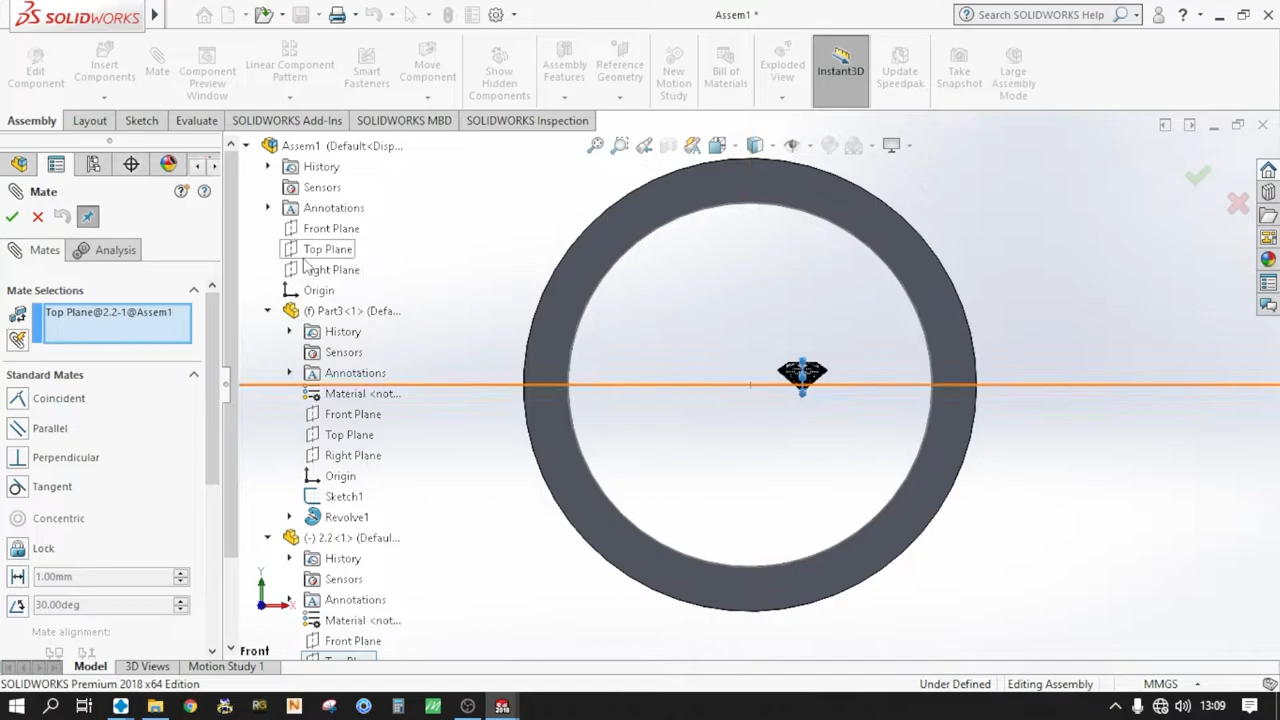 SOLIDWORKS
Assem1 *
Search SOLIDWORKS Help
?
Edit Component
Insert Components
Mate
Component Preview Window
Linear Component Pattern
Smart Fasteners
Move Component
Show Hidden Components
Assembly Features
Reference Geometry
New Motion Study
Bill of Materials
Exploded View
Instant3D
Update Speedpak
Take Snapshot
Large Assembly Mode
Assembly Layout Sketch Evaluate SOLIDWORKS Add-Ins SOLIDWORKS MBD SOLIDWORKS Inspection
Mate
Mates Analysis
Mate Selections
Top Plane@2.2-1@Assem1
Standard Mates
Coincident
Parallel
Perpendicular
Tangent
Concentric
Lock
1.00mm
30.00deg
Mate alignment:
Assem1 (Default<Disp...
History
Sensors
Annotations
Front Plane
Top Plane
Right Plane
Origin
(f) Part3<1> (Defa...
History
Sensors
Annotations
Material <not...
Front Plane
Top Plane
Right Plane
Origin
Sketch1
Revolve1
(-) 2.2<1> (Defaul...
History
Sensors
Annotations
Material <not...
Front Plane
Y
X
Front
Model 3D Views Motion Study 1
SOLIDWORKS Premium 2018 x64 Edition
Under Defined Editing Assembly MMGS
13:09